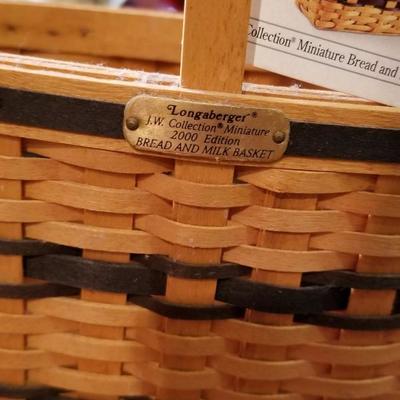 Collection® Miniature Bread and
Longaberger®
J.W. Collection® Miniature
2000 Edition
BREAD AND MILK BASKET